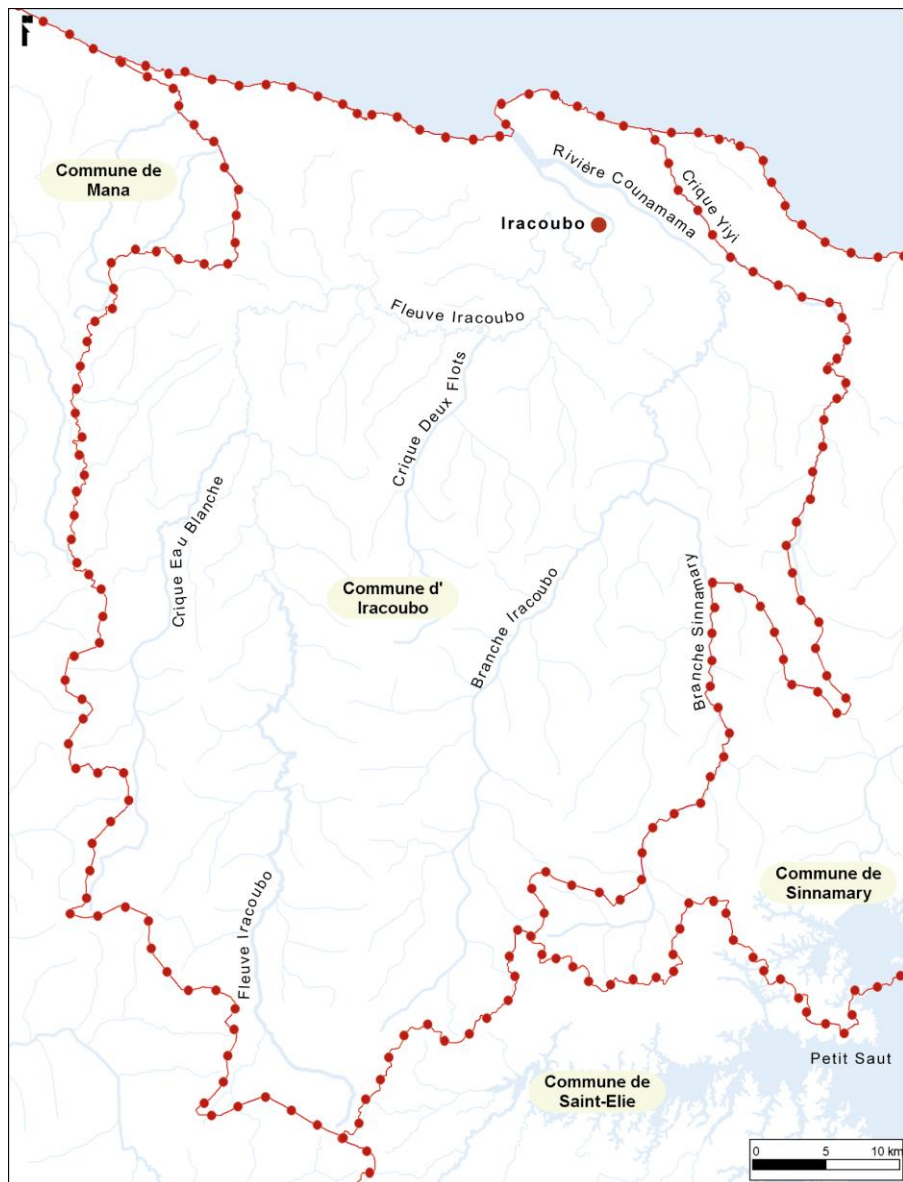 Commune de
Mana
Rivière Counamama
Crique Yiyi
Iracoubo
Fleuve Iracoubo
Crique Deux Flots
Crique Eau Blanche
Commune d'
Iracoubo
Branche Iracoubo
Branche Sinnamary
Commune de
Sinnamary
Fleuve Iracoubo
Petit Saut
Commune de
Saint-Elie
0 5 10 km